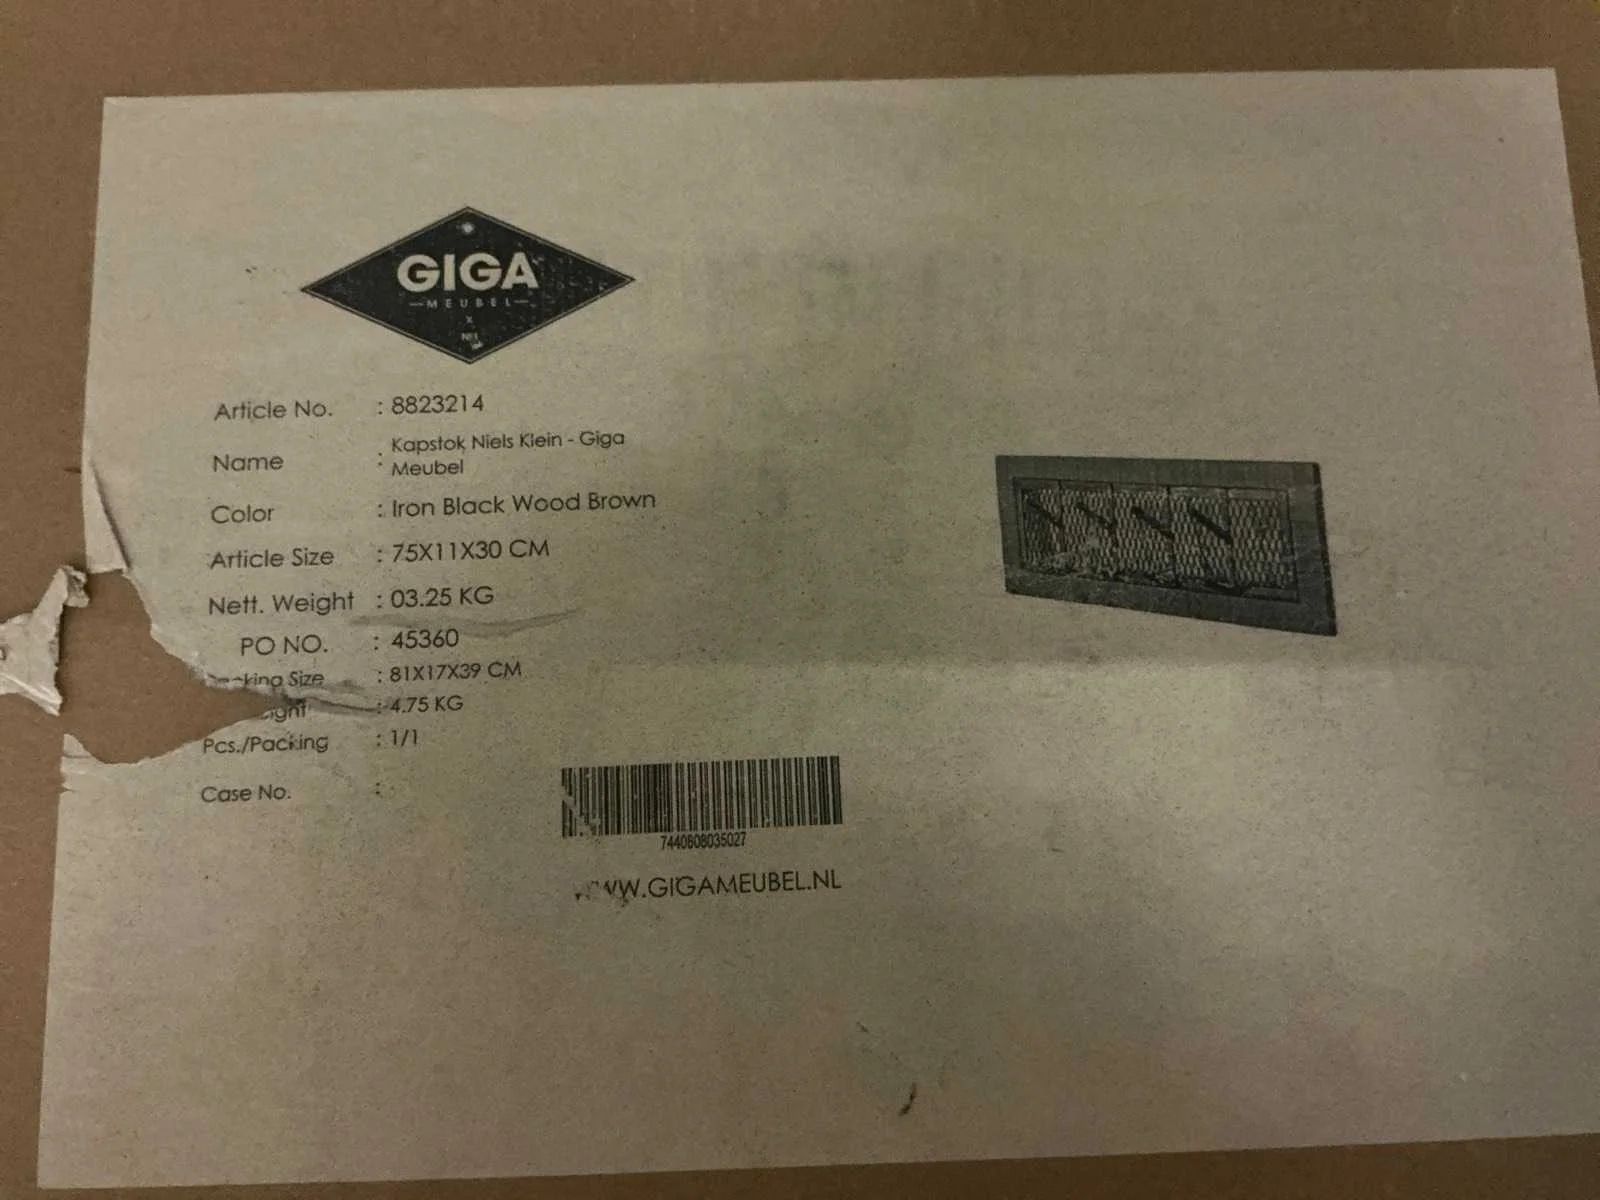 GIGA
MEUBEL
X
Article No. : 8823214
Name : Kapstok Niels Klein - Giga
Meubel
Color : Iron Black Wood Brown
Article Size : 75X11X30 CM
Nett. Weight : 03.25 KG
PO NO. : 45360
Size : 81X17X39 CM
: 4.75 KG
Pcs./Packing : 1/1
Case No. :
7440808035027
WWW.GIGAMEUBEL.NL